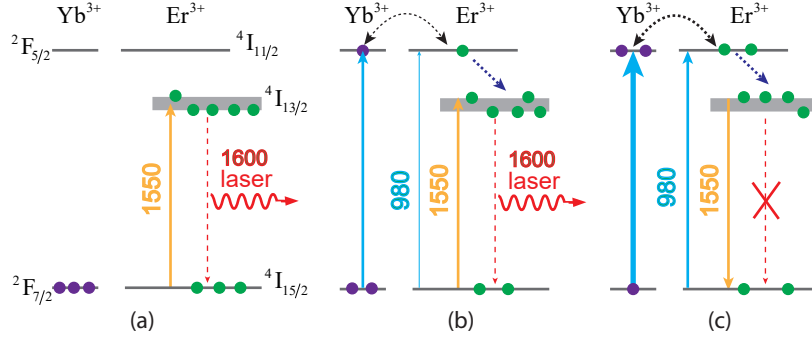 Yb³⁺ Er³⁺
²F₅/₂ ⁴I₁₁/₂
⁴I₁₃/₂
1550
1600
laser
²F₇/₂ ⁴I₁₅/₂
(a)
Yb³⁺ Er³⁺
980
1550
1600
laser
(b)
Yb³⁺ Er³⁺
980
1550
(c)